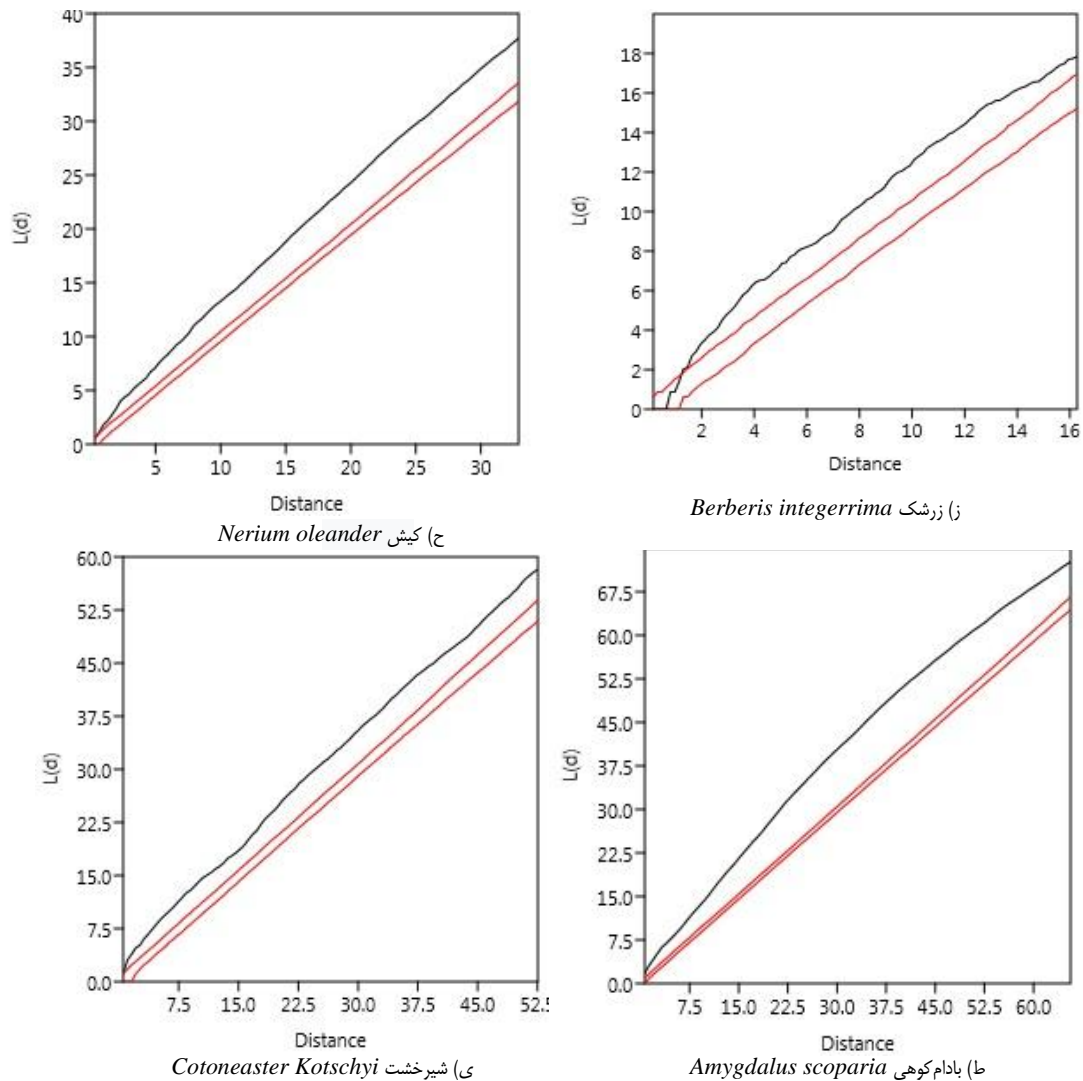 40
35
30
25
20
15
10
5
0
L(d)
5 10 15 20 25 30
Distance
ح) کیش Nerium oleander
18
16
14
12
10
8
6
4
2
0
L(d)
2 4 6 8 10 12 14 16
Distance
ز) زرشک Berberis integerrima
60.0
52.5
45.0
37.5
30.0
22.5
15.0
7.5
0.0
L(d)
7.5 15.0 22.5 30.0 37.5 45.0 52.5
Distance
ی) شیرخشت Cotoneaster Kotschyi
67.5
60.0
52.5
45.0
37.5
30.0
22.5
15.0
7.5
0.0
L(d)
7.5 15.0 22.5 30.0 37.5 45.0 52.5 60.0
Distance
ط) بادام‌کوهی Amygdalus scoparia